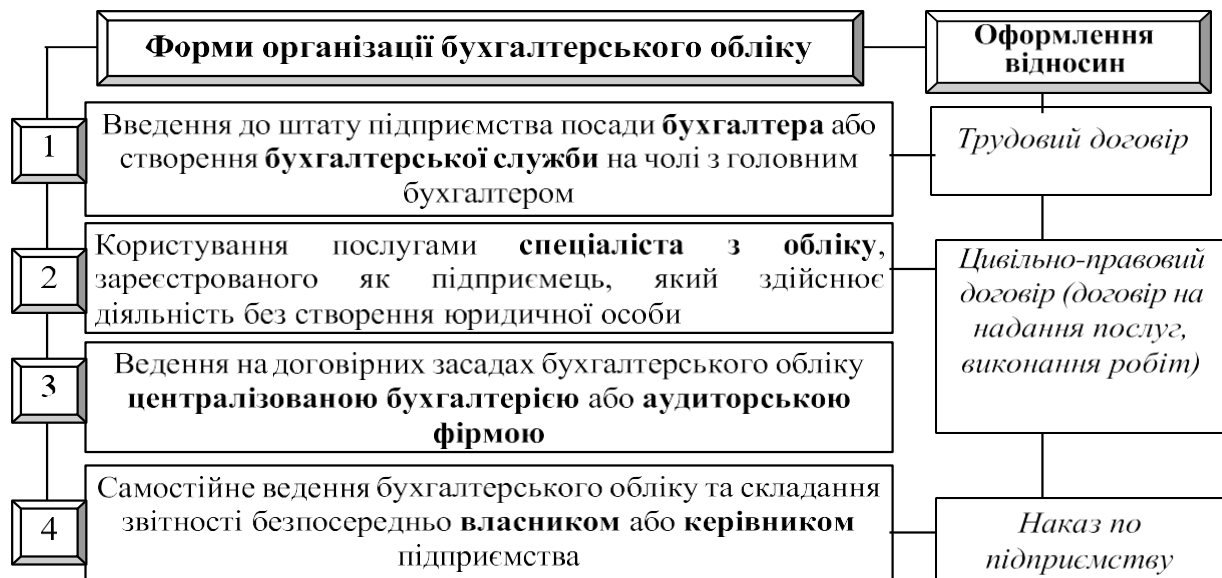 Форми організації бухгалтерського обліку
Оформлення
відносин
1
Введення до штату підприємства посади бухгалтера або
створення бухгалтерської служби на чолі з головним
бухгалтером
Трудовий договір
2
Користування послугами спеціаліста з обліку,
зареєстрованого як підприємець, який здійснює
діяльність без створення юридичної особи
Цивільно-правовий
договір (договір на
надання послуг,
виконання робіт)
3
Ведення на договірних засадах бухгалтерського обліку
централізованою бухгалтерією або аудиторською
фірмою
4
Самостійне ведення бухгалтерського обліку та складання
звітності безпосередньо власником або керівником
підприємства
Наказ по
підприємству